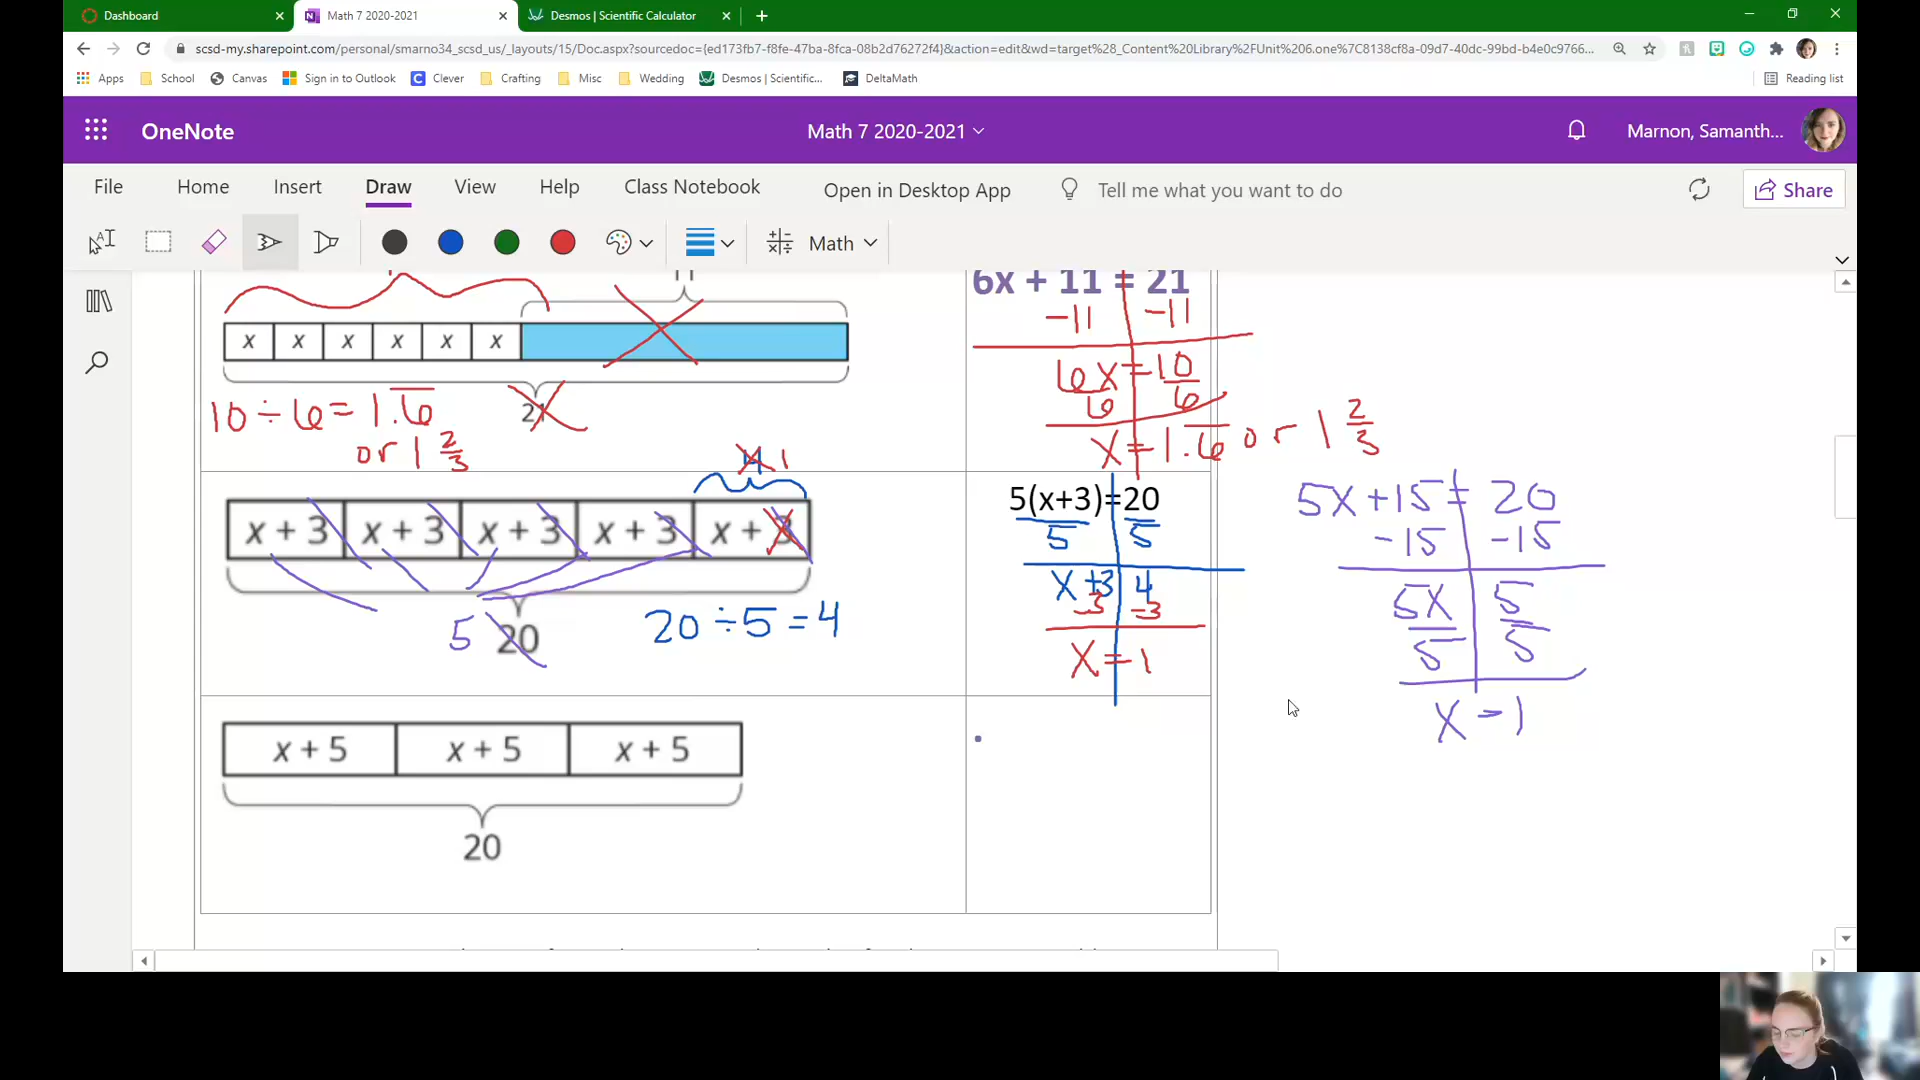 Dashboard × Math 7 2020-2021 × Desmos | Scientific Calculator × +
scsd-my.sharepoint.com/personal/smarno34_scsd_us/_layouts/15/Doc.aspx?sourcedoc={ed173fb7-f8fe-47ba-8fca-08b2d76272f4}&action=edit&wd=target%28_Content%20Library%2FUnit%206.one%7C8138cf8a-09d7-40dc-99bd-b4e0c9766...
Apps School Canvas Sign in to Outlook Clever Crafting Misc Wedding Desmos | Scientific... DeltaMath Reading list
OneNote Math 7 2020-2021 Marnon, Samanth...
File Home Insert Draw View Help Class Notebook Open in Desktop App Tell me what you want to do Share
Math
11
6x + 11 = 21
-11 -11
x x x x x x
6x = 10
6 6
21
10 ÷ 6 = 1.6̅
or 1 2/3
x = 1.6̅ or 1 2/3
4 1
x + 3 x + 3 x + 3 x + 3 x + 3
20
5
20 ÷ 5 = 4
5(x+3)=20
5 5
x +3 4
-3 -3
x = 1
5x +15 = 20
-15 -15
5x 5
5 5
x = 1
x + 5 x + 5 x + 5
20